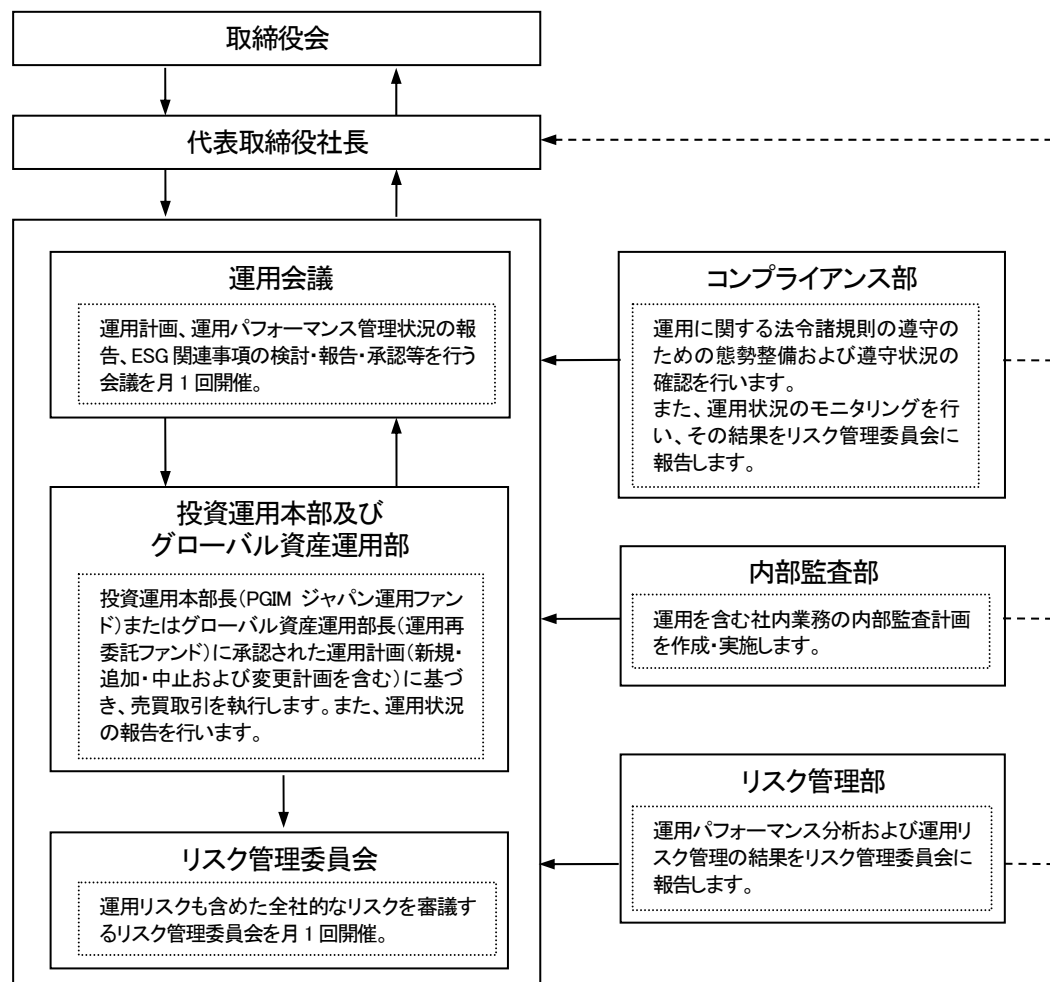 取締役会
代表取締役社長
運用会議
運用計画、運用パフォーマンス管理状況の報
告、ESG 関連事項の検討・報告・承認等を行う
会議を月1回開催。
投資運用本部及び
グローバル資産運用部
投資運用本部長(PGIM ジャパン運用ファン
ド)またはグローバル資産運用部長(運用再
委託ファンド)に承認された運用計画(新規・
追加・中止および変更計画を含む)に基づ
き、売買取引を執行します。また、運用状況
の報告を行います。
リスク管理委員会
運用リスクも含めた全社的なリスクを審議す
るリスク管理委員会を月1回開催。
コンプライアンス部
運用に関する法令諸規則の遵守の
ための態勢整備および遵守状況の
確認を行います。
また、運用状況のモニタリングを行
い、その結果をリスク管理委員会に
報告します。
内部監査部
運用を含む社内業務の内部監査計画
を作成・実施します。
リスク管理部
運用パフォーマンス分析および運用リ
スク管理の結果をリスク管理委員会に
報告します。